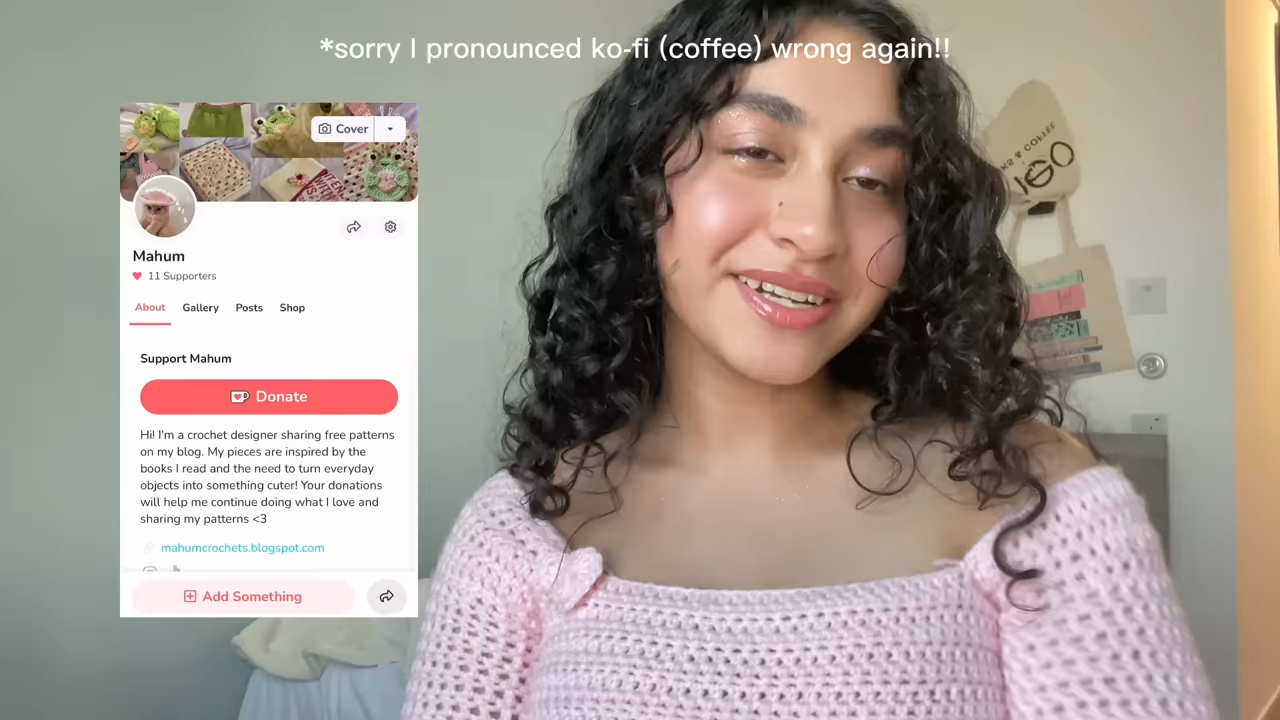 *sorry I pronounced ko-fi (coffee) wrong again!!
Cover
Mahum
11 Supporters
About Gallery Posts Shop
Support Mahum
Donate
Hi! I'm a crochet designer sharing free patterns
on my blog. My pieces are inspired by the
books I read and the need to turn everyday
objects into something cuter! Your donations
will help me continue doing what I love and
sharing my patterns <3
mahumcrochets.blogspot.com
Add Something
& COFFEE